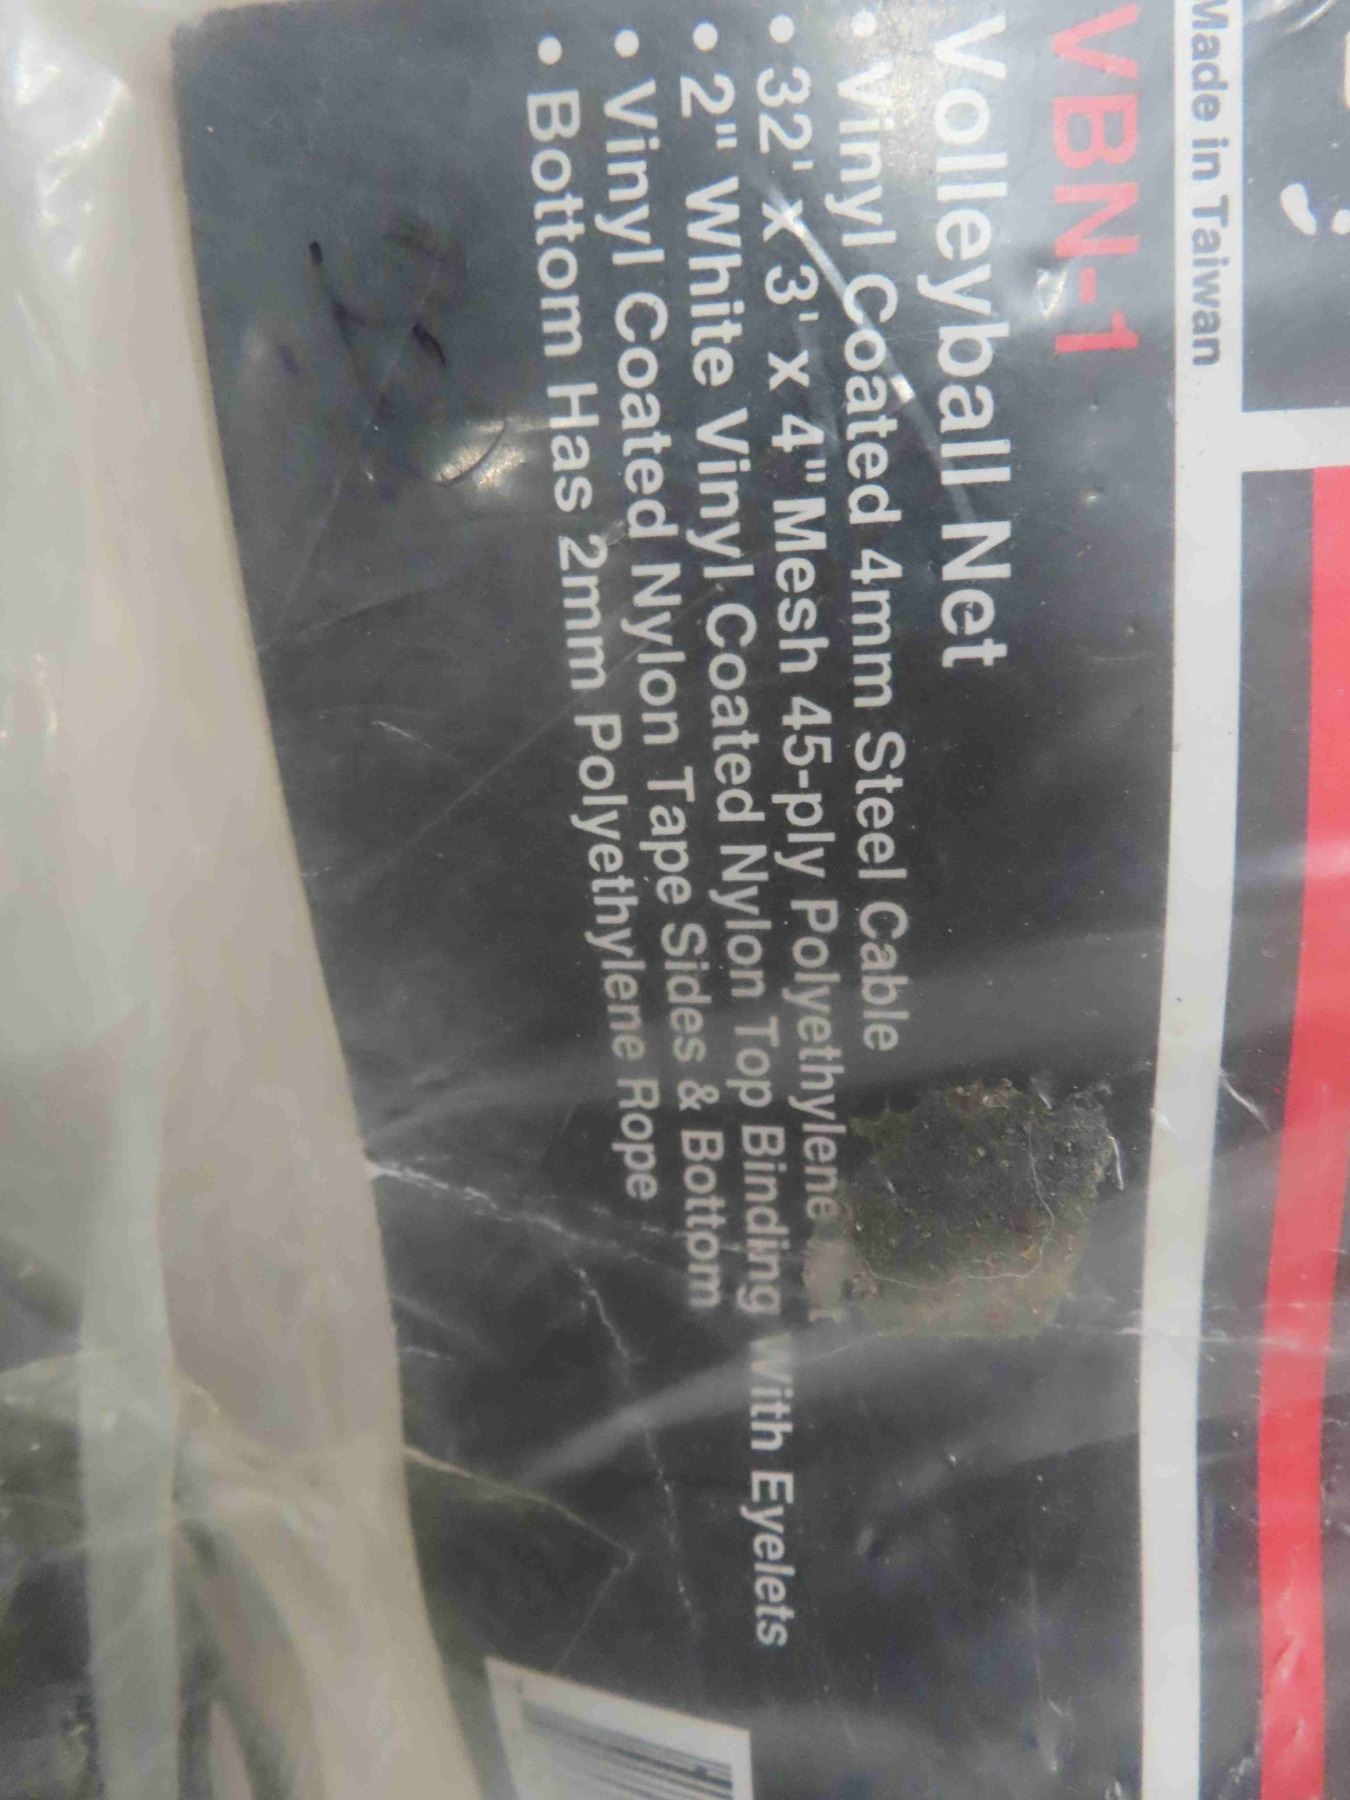 Made in Taiwan
VBN-1
Volleyball Net
• Vinyl Coated 4mm Steel Cable
• 32' x 3' x 4" Mesh 45-ply Polyethylene
• 2" White Vinyl Coated Nylon Top Binding With Eyelets
• Vinyl Coated Nylon Tape Sides & Bottom
• Bottom Has 2mm Polyethylene Rope